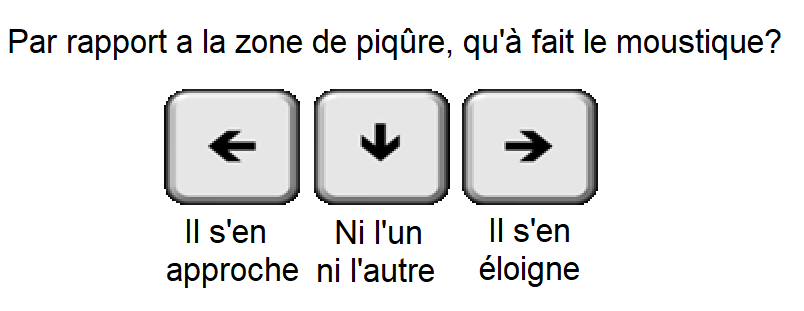 Par rapport a la zone de piqûre, qu'à fait le moustique?
Il s'en approche
Ni l'un ni l'autre
Il s'en éloigne